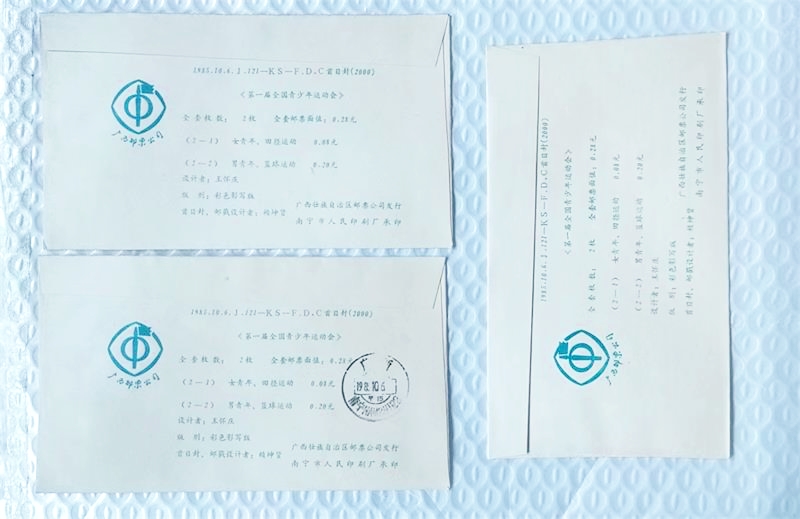 1985.10.6.J.121—KS—F.D.C首日封(2000)
《第一届全国青少年运动会》
全套枚数： 2枚 全套邮票面值：0.28元
(2—1) 女青年、田径运动 0.08元
(2—2) 男青年、篮球运动 0.20元
设计者：王怀庆
级 别：彩色影写版
首日封、邮戳设计者：
广西壮族自治区邮票公司发行
南宁市人民印刷厂承印
广西邮票公司
1985.10.6.J.121—KS—F.D.C首日封(2000)
《第一届全国青少年运动会》
全套枚数： 2枚 全套邮票面值：0.28元
(2—1) 女青年、田径运动 0.08元
(2—2) 男青年、篮球运动 0.20元
设计者：王怀庆
级 别：彩色影写版
首日封、邮戳设计者：
广西壮族自治区邮票公司发行
南宁市人民印刷厂承印
广西邮票公司
广西
10.6
南宁
1985.10.6.J.121—KS—F.D.C首日封(2000)
《第一届全国青少年运动会》
全套枚数： 2枚 全套邮票面值：0.28元
(2—1) 女青年、田径运动 0.08元
(2—2) 男青年、篮球运动 0.20元
设计者：王怀庆
级 别：彩色影写版
首日封、邮戳设计者：
广西壮族自治区邮票公司发行
南宁市人民印刷厂承印
广西邮票公司